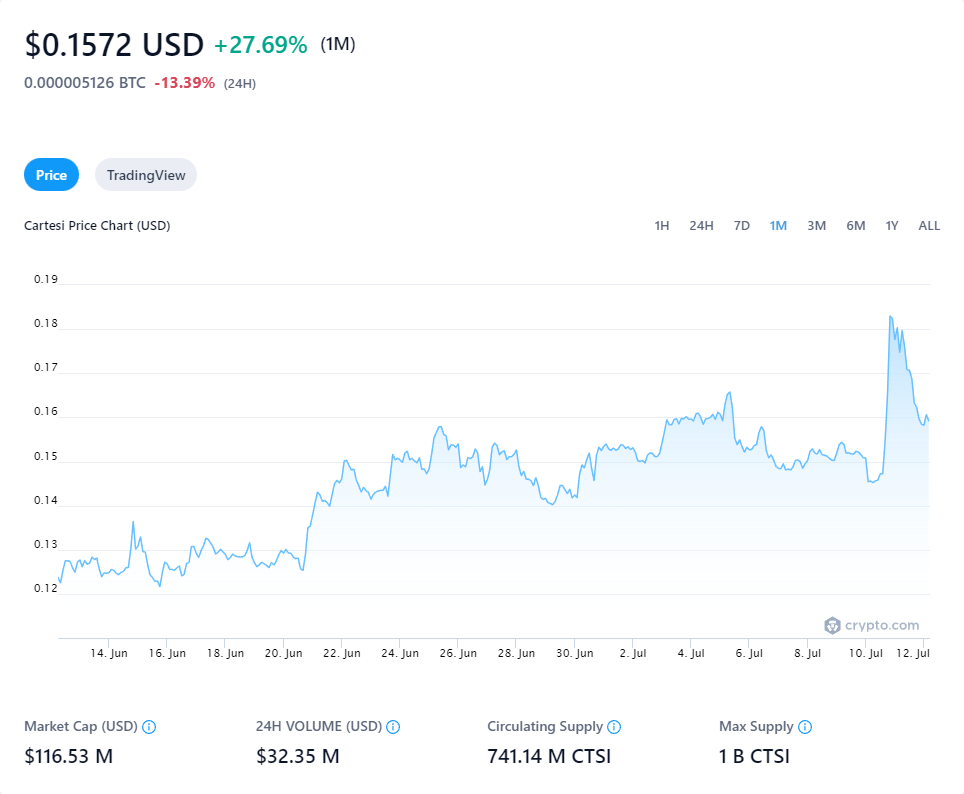 $0.1572 USD +27.69% (1M)
0.000005126 BTC -13.39% (24H)
Price TradingView
Cartesi Price Chart (USD) 1H 24H 7D 1M 3M 6M 1Y ALL
0.19
0.18
0.17
0.16
0.15
0.14
0.13
0.12
crypto.com
14. Jun 16. Jun 18. Jun 20. Jun 22. Jun 24. Jun 26. Jun 28. Jun 30. Jun 2. Jul 4. Jul 6. Jul 8. Jul 10. Jul 12. Jul
Market Cap (USD) 24H VOLUME (USD) Circulating Supply Max Supply
$116.53 M $32.35 M 741.14 M CTSI 1 B CTSI